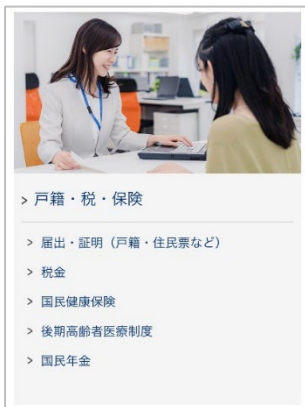 > 戸籍・税・保険
> 届出・証明（戸籍・住民票など）
> 税金
> 国民健康保険
> 後期高齢者医療制度
> 国民年金